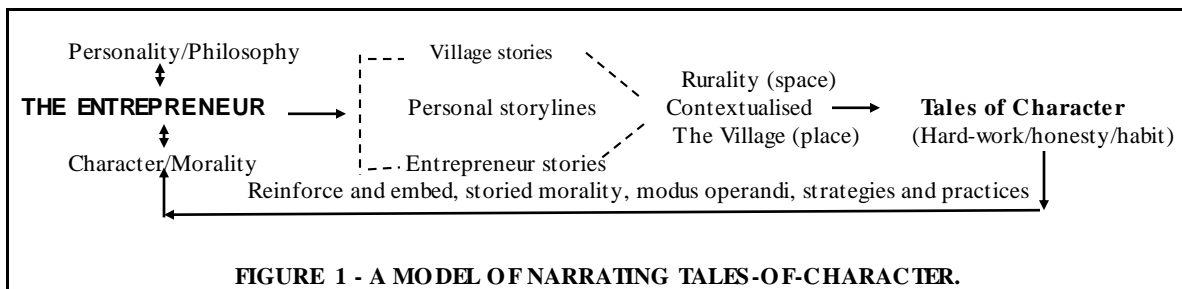 Personality/Philosophy
Village stories
Rurality (space)
THE ENTREPRENEUR
Personal storylines
Contextualised
Tales of Character
The Village (place)
(Hard-work/honesty/habit)
Character/Morality
Entrepreneur stories
Reinforce and embed, storied morality, modus operandi, strategies and practices
FIGURE 1 - A MODEL OF NARRATING TALES-OF-CHARACTER.